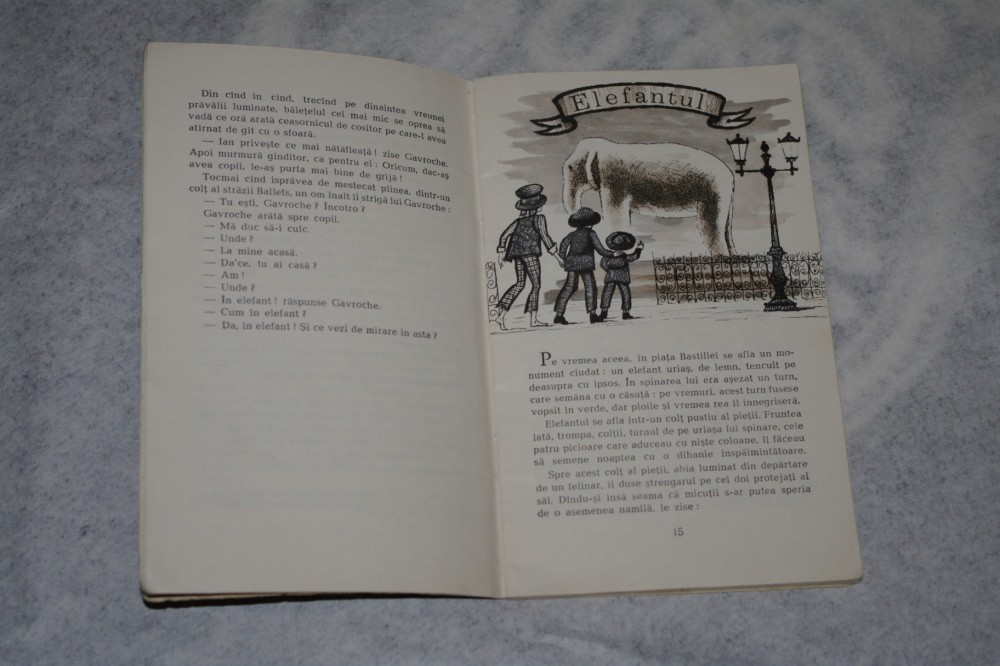 Din cînd în cînd, trecînd pe dinaintea vreunei
prăvălii luminate, băiețelul cel mai mic se oprea să
vadă ce oră arată ceasornicul de cositor pe care-l avea
atîrnat de gît cu o sfoară.
— Ian privește ce mai nătăfleață! zise Gavroche.
Apoi murmură gînditor, ca pentru el: Oricum, dac-aș
avea copii, le-aș purta mai bine de grijă!
Tocmai cînd isprăvea de mestecat pîinea, dintr-un
colț al străzii Ballets, un om înalt îi strigă lui Gavroche:
— Tu ești, Gavroche? Încotro?
Gavroche arătă spre copii.
— Mă duc să-i culc.
— Unde?
— La mine acasă.
— Da'ce, tu ai casă?
— Am!
— Unde?
— În elefant! răspunse Gavroche.
— Cum în elefant?
— Da, în elefant! Și ce vezi de mirare în asta?
Elefantul
Pe vremea aceea, în piața Bastiliei se afla un mo-
nument ciudat: un elefant uriaș, de lemn, tencuit pe
deasupra cu ipsos. În spinarea lui era așezat un turn,
care semăna cu o căsuță: pe vremuri, acest turn fusese
vopsit în verde, dar ploile și vremea rea îl înnegriseră.
Elefantul se afla într-un colț pustiu al pieții. Fruntea
lată, trompa, colții, turnul de pe uriașa lui spinare, cele
patru picioare care aduceau cu niște coloane, îl făceau
să semene noaptea cu o dihanie înspăimîntătoare.
Spre acest colț al pieții, abia luminat din depărtare
de un felinar, îi duse ștrengarul pe cei doi protejați ai
săi. Dîndu-și însă seama că micuții s-ar putea speria
de o asemenea namilă, le zise:
15